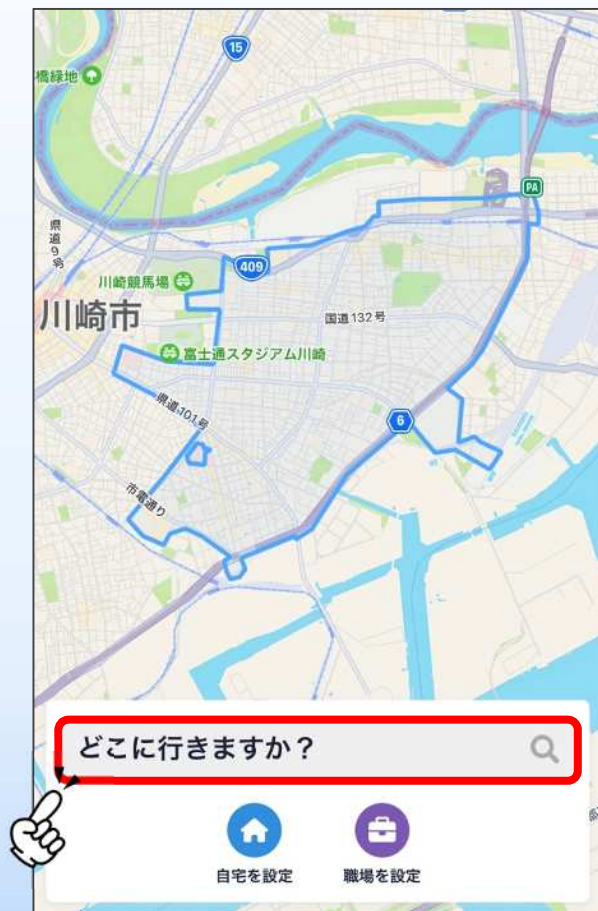 15
橋緑地
PA
県道9号
409
川崎競馬場
川崎市
国道132号
富士通スタジアム川崎
県道101号
6
市電通り
どこに行きますか？
自宅を設定
職場を設定